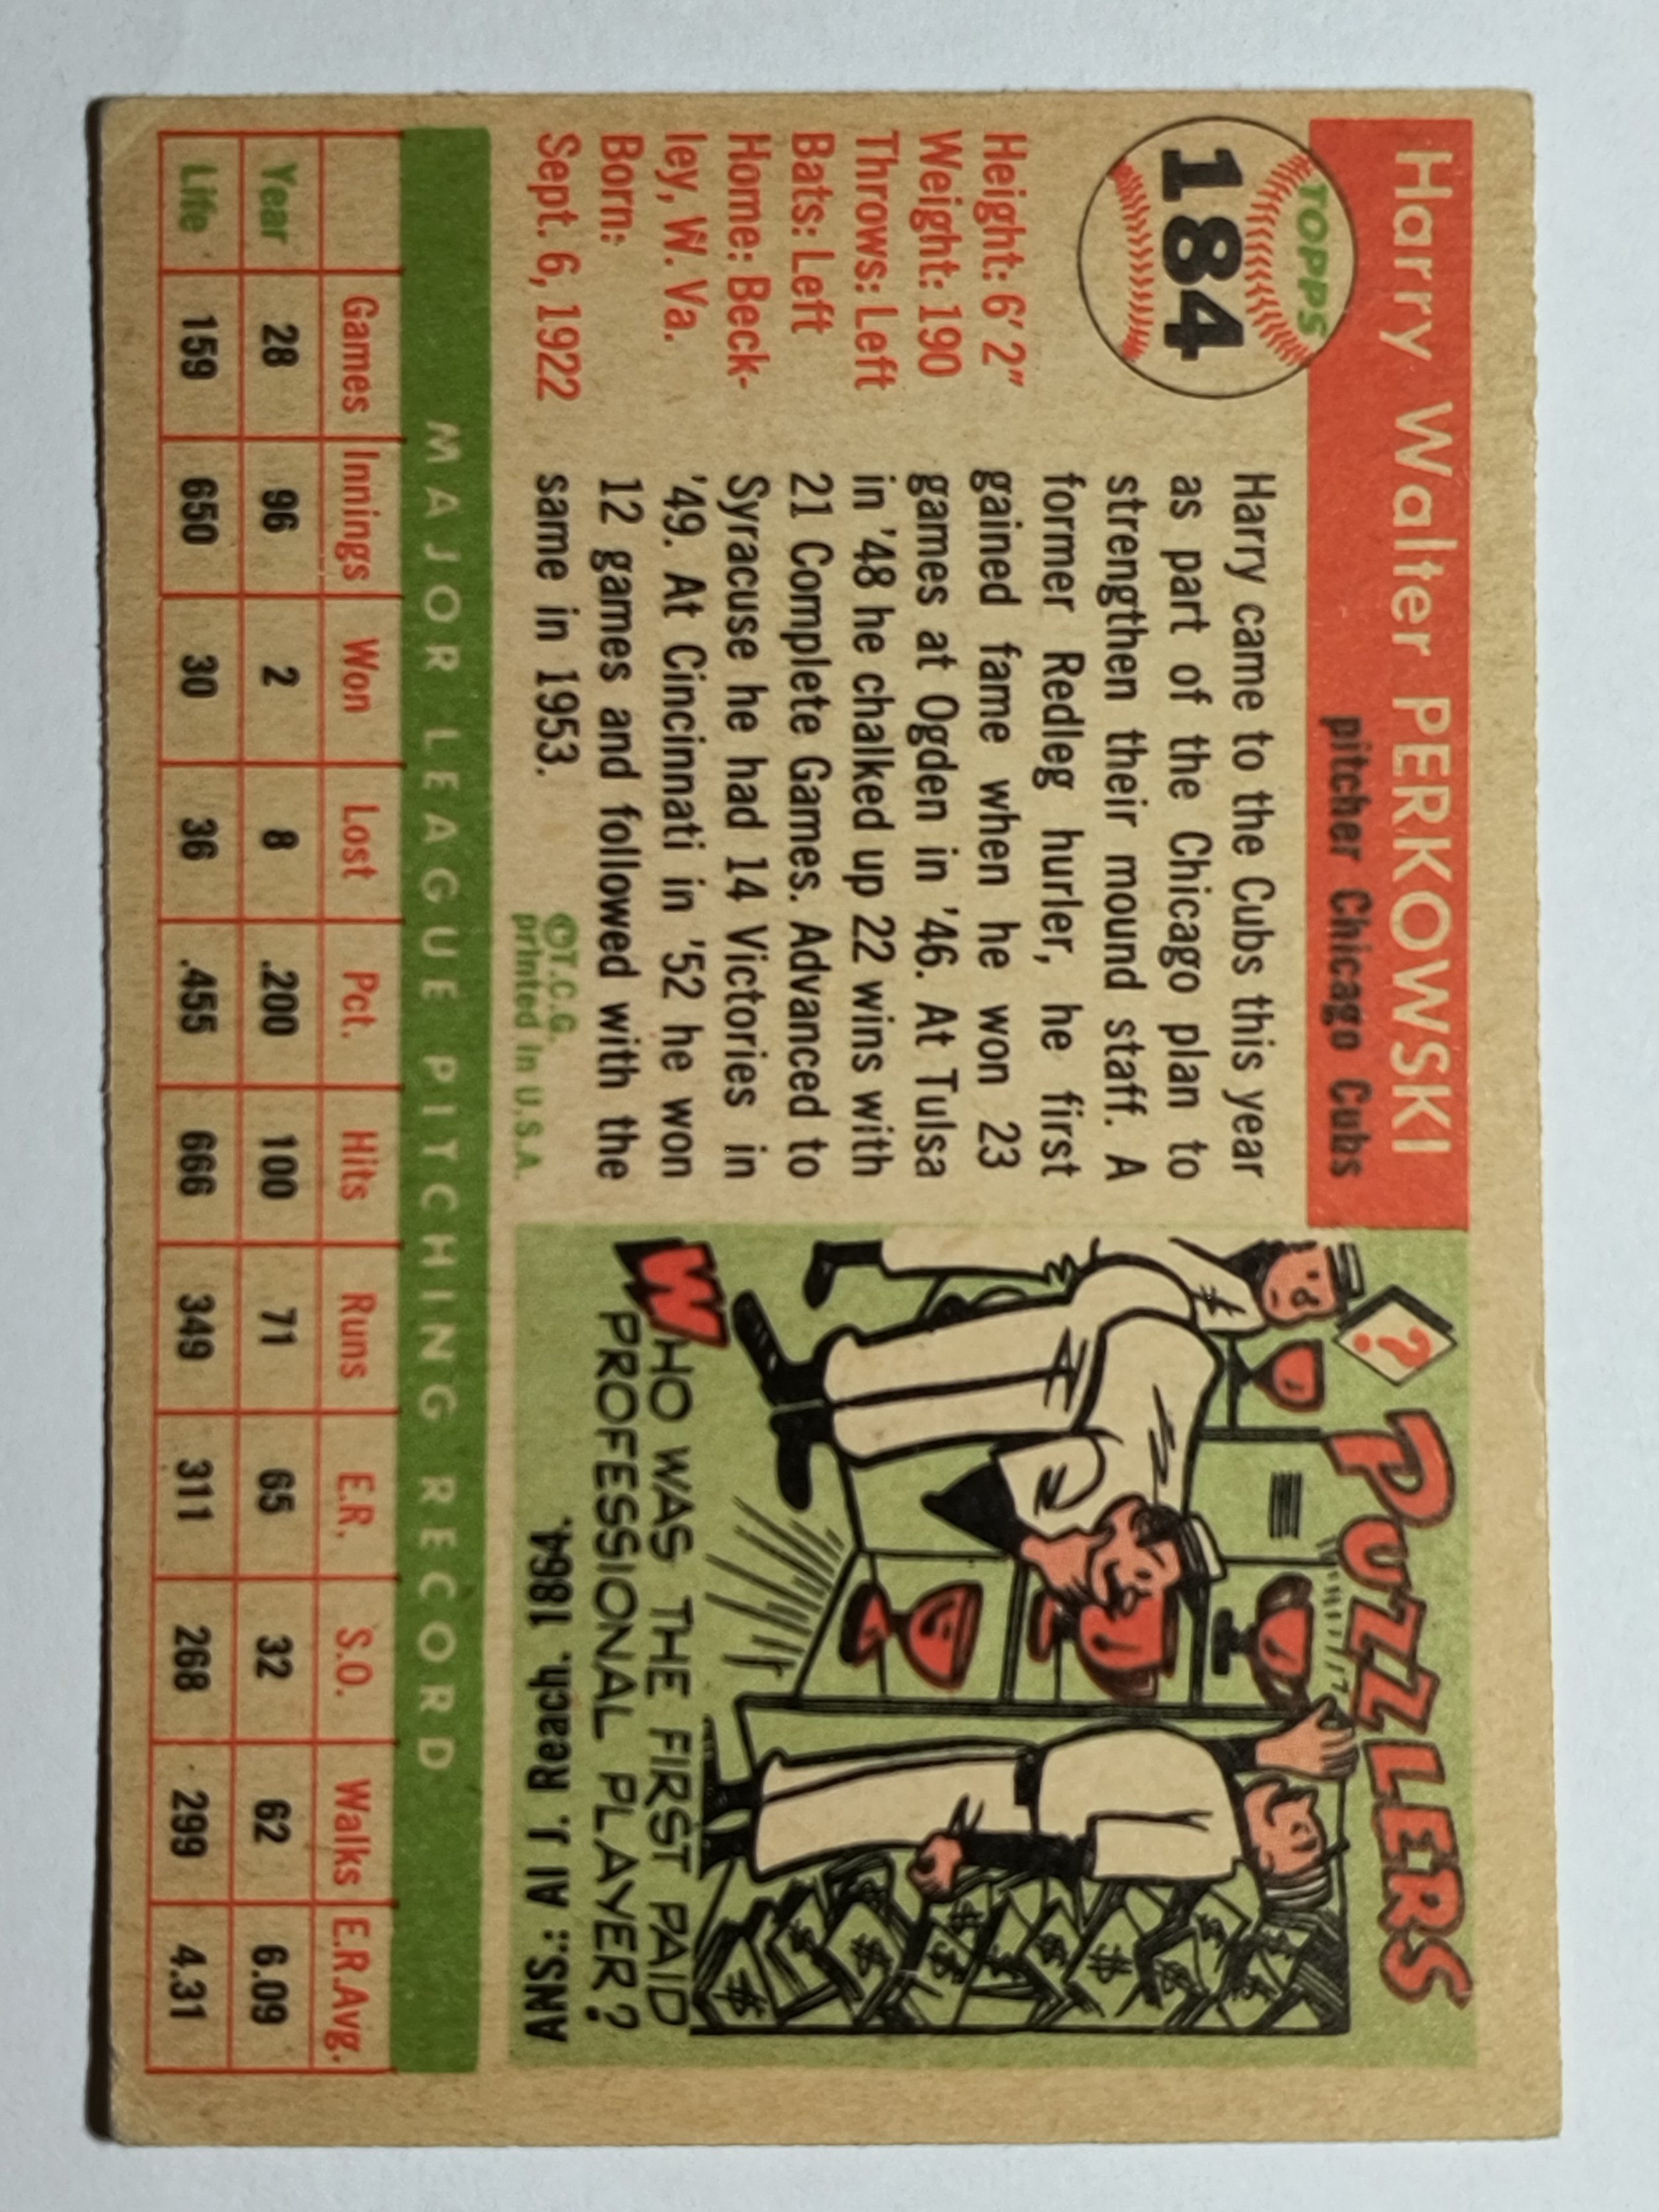 Harry Walter PERKOWSKI
pitcher Chicago Cubs
TOPPS
184
Height: 6' 2"
Weight: 190
Throws: Left
Bats: Left
Home: Beck-
ley, W. Va.
Born:
Sept. 6, 1922
Harry came to the Cubs this year
as part of the Chicago plan to
strengthen their mound staff. A
former Redleg hurler, he first
gained fame when he won 23
games at Ogden in '46. At Tulsa
in '48 he chalked up 22 wins with
21 Complete Games. Advanced to
Syracuse he had 14 Victories in
'49. At Cincinnati in '52 he won
12 games and followed with the
same in 1953.
©T.C.G.
printed in U.S.A.
? PUZZLERS
WHO WAS THE FIRST PAID
PROFESSIONAL PLAYER?
ANS.: Al J. Reach. 1864.
MAJOR LEAGUE PITCHING RECORD
Games Innings Won Lost Pct. Hits Runs E.R. S.O. Walks E.R.Avg.
Year 28 96 2 8 .200 100 71 65 32 62 6.09
Life 159 650 30 36 .455 666 349 311 268 299 4.31